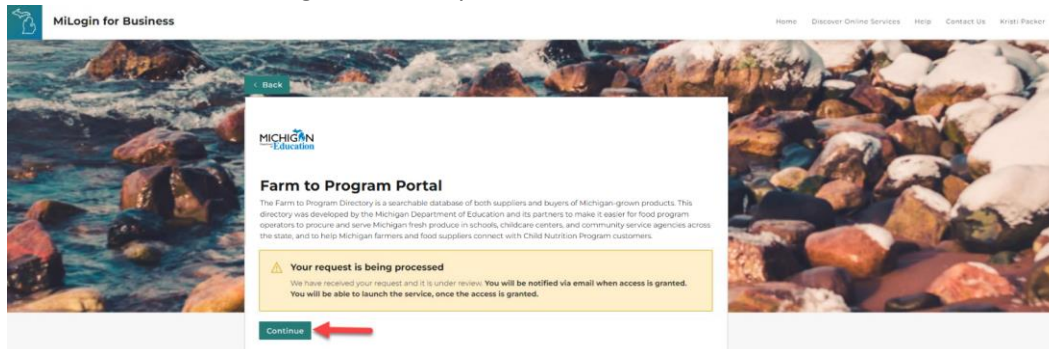 MiLogin for Business
Home Discover Online Services Help Contact Us Kristi Packer
< Back
MICHIGAN
Education
Farm to Program Portal
The Farm to Program Directory is a searchable database of both suppliers and buyers of Michigan-grown products. This
directory was developed by the Michigan Department of Education and its partners to make it easier for food program
operators to procure and serve Michigan fresh produce in schools, childcare centers, and community service agencies across
the state, and to help Michigan farmers and food suppliers connect with Child Nutrition Program customers.
Your request is being processed
We have received your request and it is under review. You will be notified via email when access is granted.
You will be able to launch the service, once the access is granted.
Continue